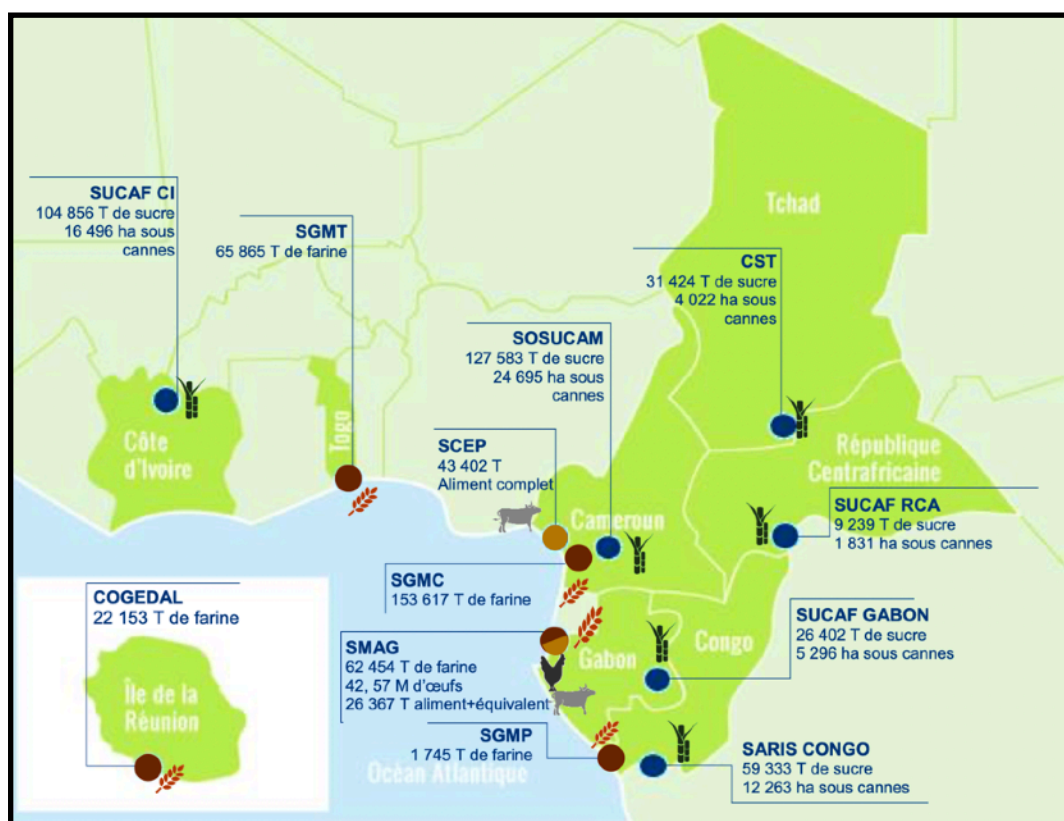 Tchad
SUCAF CI
104 856 T de sucre
16 496 ha sous
cannes
SGMT
65 865 T de farine
CST
31 424 T de sucre
4 022 ha sous
cannes
SOSUCAM
127 583 T de sucre
24 695 ha sous
cannes
Côte
d'Ivoire
Togo
SCEP
43 402 T
Aliment complet
République
Centrafricaine
Cameroun
SUCAF RCA
9 239 T de sucre
1 831 ha sous cannes
SGMC
153 617 T de farine
COGEDAL
22 153 T de farine
SUCAF GABON
26 402 T de sucre
5 296 ha sous cannes
SMAG
62 454 T de farine
42, 57 M d'œufs
26 367 T aliment+équivalent
Gabon
Congo
Île de la
Réunion
SGMP
1 745 T de farine
Océan Atlantique
SARIS CONGO
59 333 T de sucre
12 263 ha sous cannes